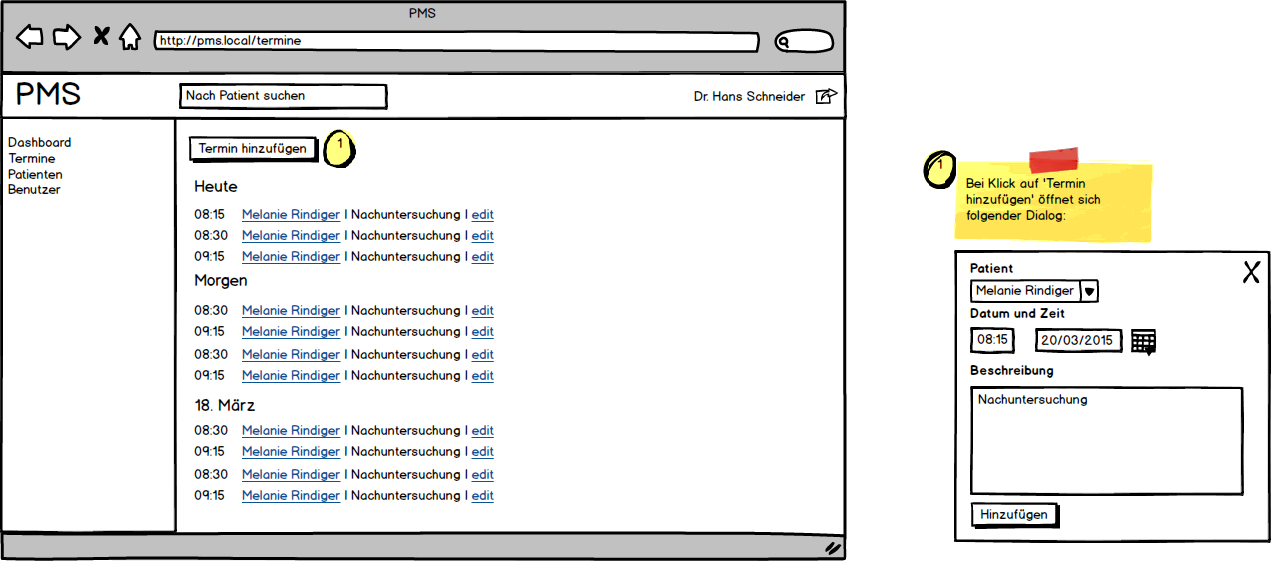 PMS
http://pms.local/termine
PMS
Nach Patient suchen
Dr. Hans Schneider
Dashboard
Termine
Patienten
Benutzer
Termin hinzufügen
1
Heute
08:15 Melanie Rindiger | Nachuntersuchung | edit
08:30 Melanie Rindiger | Nachuntersuchung | edit
09:15 Melanie Rindiger | Nachuntersuchung | edit
Morgen
08:30 Melanie Rindiger | Nachuntersuchung | edit
09:15 Melanie Rindiger | Nachuntersuchung | edit
08:30 Melanie Rindiger | Nachuntersuchung | edit
09:15 Melanie Rindiger | Nachuntersuchung | edit
18. März
08:30 Melanie Rindiger | Nachuntersuchung | edit
09:15 Melanie Rindiger | Nachuntersuchung | edit
08:30 Melanie Rindiger | Nachuntersuchung | edit
09:15 Melanie Rindiger | Nachuntersuchung | edit
1
Bei Klick auf 'Termin
hinzufügen' öffnet sich
folgender Dialog:
Patient
Melanie Rindiger
Datum und Zeit
08:15 20/03/2015
Beschreibung
Nachuntersuchung
Hinzufügen